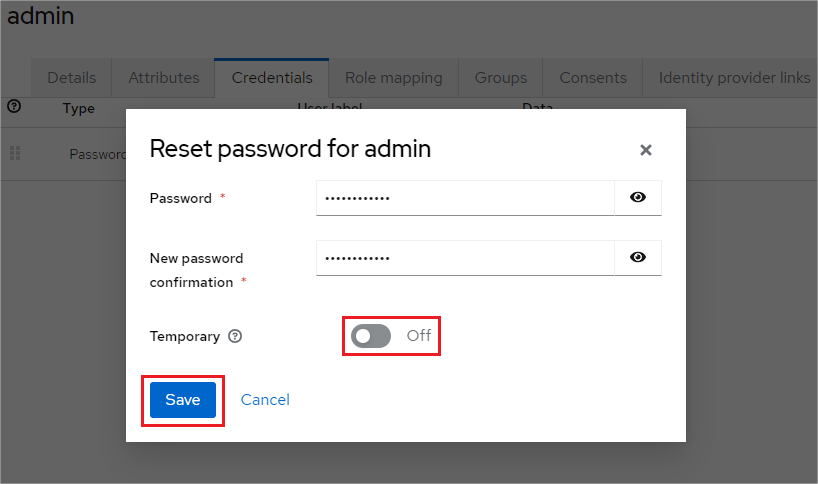 admin
Details Attributes Credentials Role mapping Groups Consents Identity provider links
Type User label Data
Password
Reset password for admin
Password *
New password
confirmation *
Temporary Off
Save Cancel